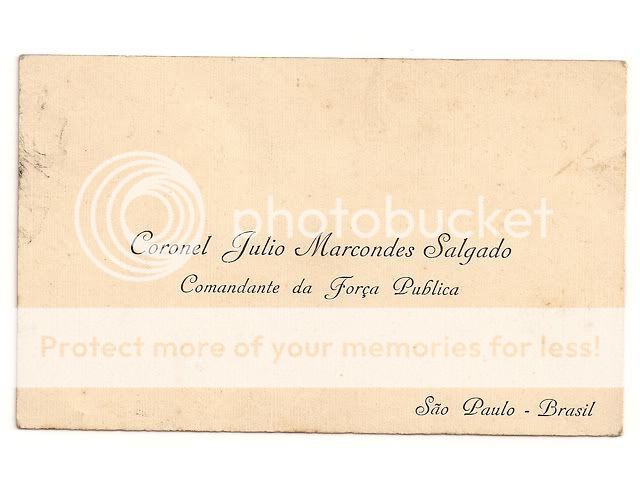 photobucket
Coronel Julio Marcondes Salgado
Comandante da Força Publica
Protect more of your memories for less!
São Paulo - Brasil